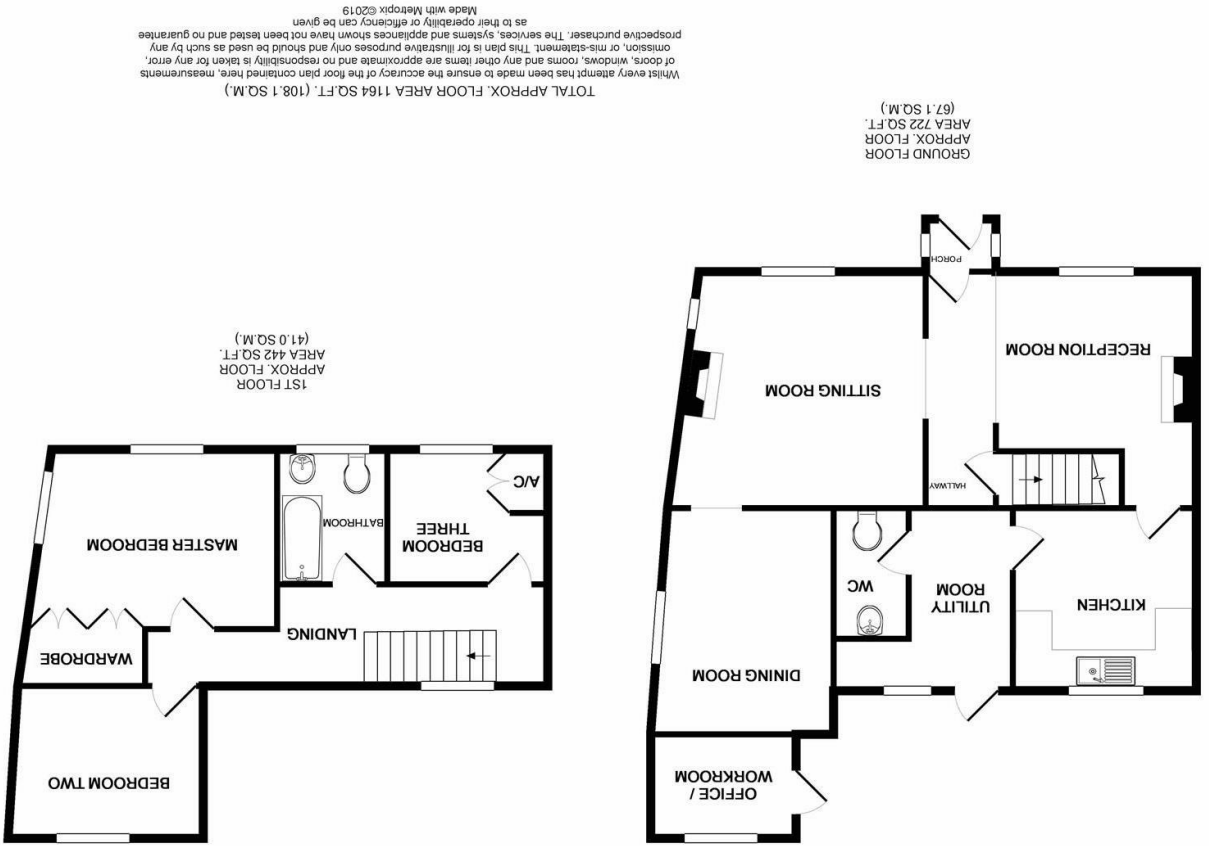 OFFICE /
WORKROOM
DINING ROOM
KITCHEN
UTILITY
ROOM
WC
HALLWAY
SITTING ROOM
RECEPTION ROOM
PORCH
GROUND FLOOR
APPROX. FLOOR
AREA 722 SQ.FT.
(67.1 SQ.M.)
BEDROOM TWO
WARDROBE
LANDING
MASTER BEDROOM
BEDROOM
THREE
BATHROOM
A/C
1ST FLOOR
APPROX. FLOOR
AREA 442 SQ.FT.
(41.0 SQ.M.)
TOTAL APPROX. FLOOR AREA 1164 SQ.FT. (108.1 SQ.M.)
Whilst every attempt has been made to ensure the accuracy of the floor plan contained here, measurements
of doors, windows, rooms and any other items are approximate and no responsibility is taken for any error,
omission, or mis-statement. This plan is for illustrative purposes only and should be used as such by any
prospective purchaser. The services, systems and appliances shown have not been tested and no guarantee
as to their operability or efficiency can be given
Made with Metropix ©2019